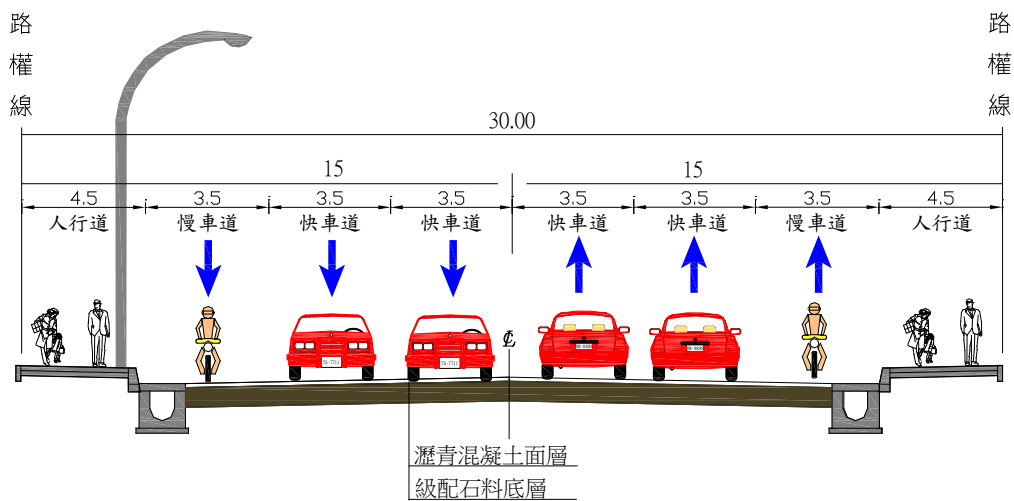 路權線
路權線
30.00
15 15
4.5 3.5 3.5 3.5 3.5 3.5 3.5 4.5
人行道 慢車道 快車道 快車道 快車道 快車道 慢車道 人行道
℄
瀝青混凝土面層
級配石料底層